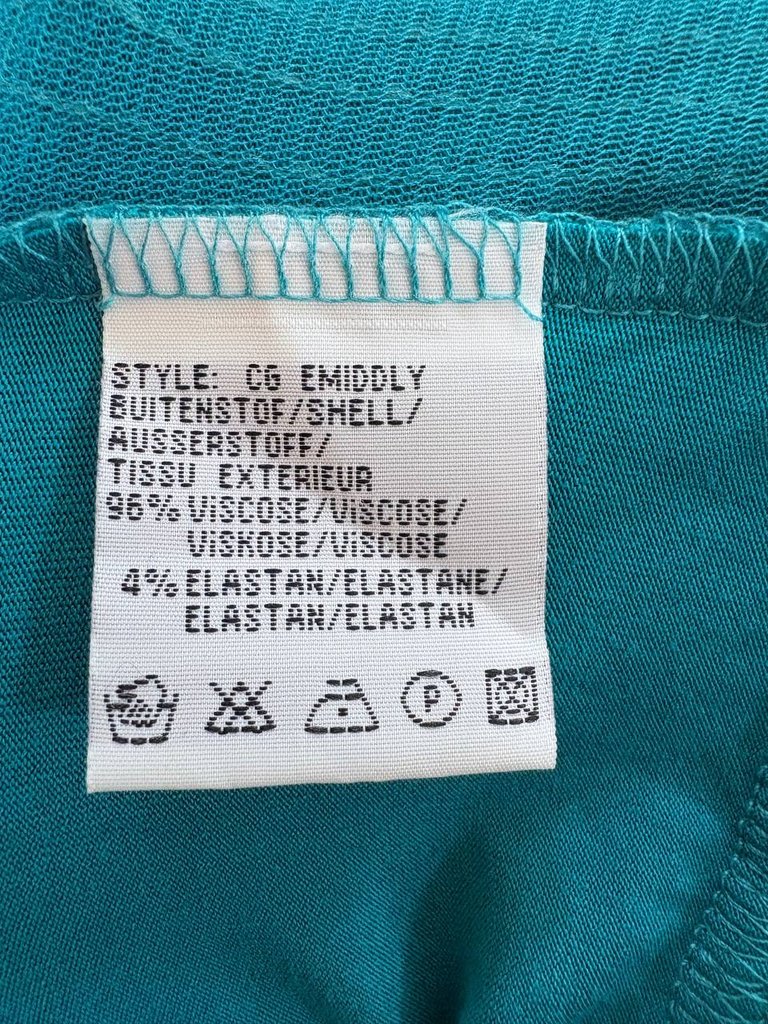 STYLE: CG EMIDDLY
BUITENSTOF/SHELL/
AUSSERSTOFF/
TISSU EXTERIEUR
96% VISCOSE/VISCOSE/
VISKOSE/VISCOSE
4% ELASTAN/ELASTANE/
ELASTAN/ELASTAN
P